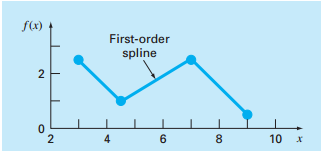 f(x)
First-order
spline
2
0
2 4 6 8 10 x